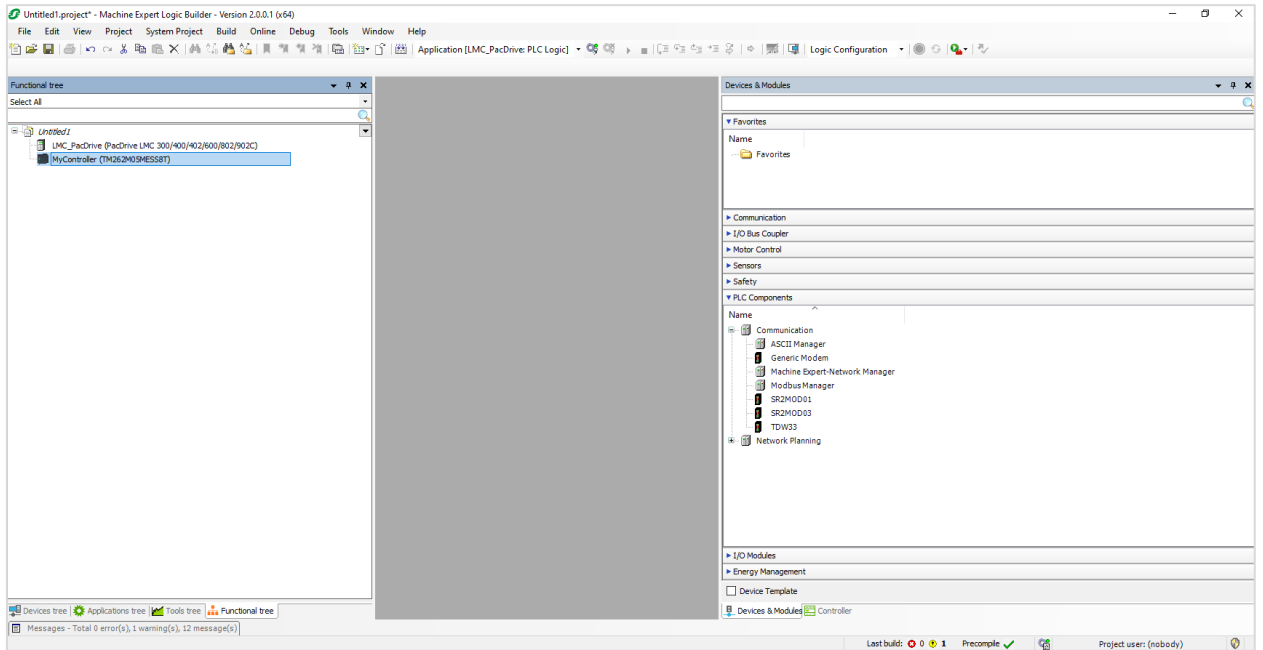 Untitled1.project* - Machine Expert Logic Builder - Version 2.0.0.1 (x64)
File Edit View Project System Project Build Online Debug Tools Window Help
Application [LMC_PacDrive: PLC Logic]
Logic Configuration
Functional tree
Select All
Untitled1
LMC_PacDrive (PacDrive LMC 300/400/402/600/802/902C)
MyController (TM262M05MESS8T)
Devices tree
Applications tree
Tools tree
Functional tree
Devices & Modules
Favorites
Name
Favorites
Communication
I/O Bus Coupler
Motor Control
Sensors
Safety
PLC Components
Name
Communication
ASCII Manager
Generic Modem
Machine Expert-Network Manager
Modbus Manager
SR2MOD01
SR2MOD03
TDW33
Network Planning
I/O Modules
Energy Management
Device Template
Devices & Modules
Controller
Messages - Total 0 error(s), 1 warning(s), 12 message(s)
Last build: 0 1 Precompile Project user: (nobody)